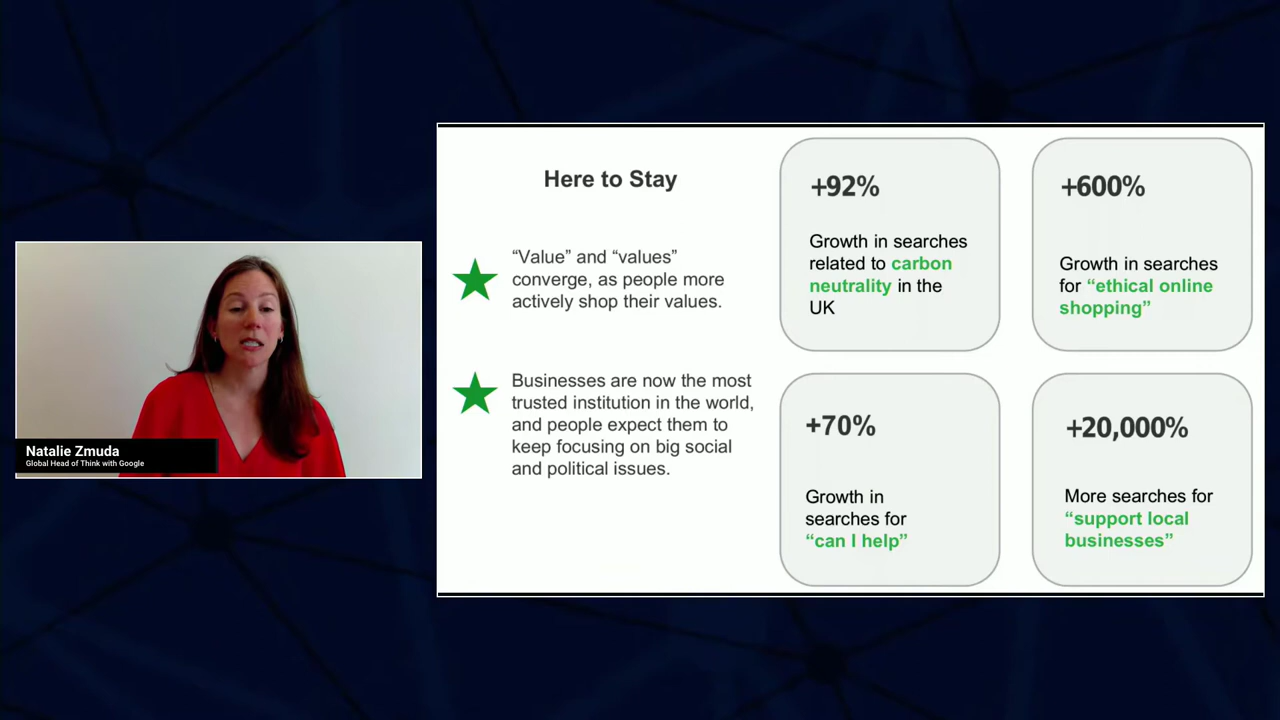 Here to Stay
“Value” and “values”
converge, as people more
actively shop their values.
Businesses are now the most
trusted institution in the world,
and people expect them to
keep focusing on big social
and political issues.
+92%
Growth in searches
related to carbon
neutrality in the
UK
+600%
Growth in searches
for “ethical online
shopping”
+70%
Growth in
searches for
“can I help”
+20,000%
More searches for
“support local
businesses”
Natalie Zmuda
Global Head of Think with Google